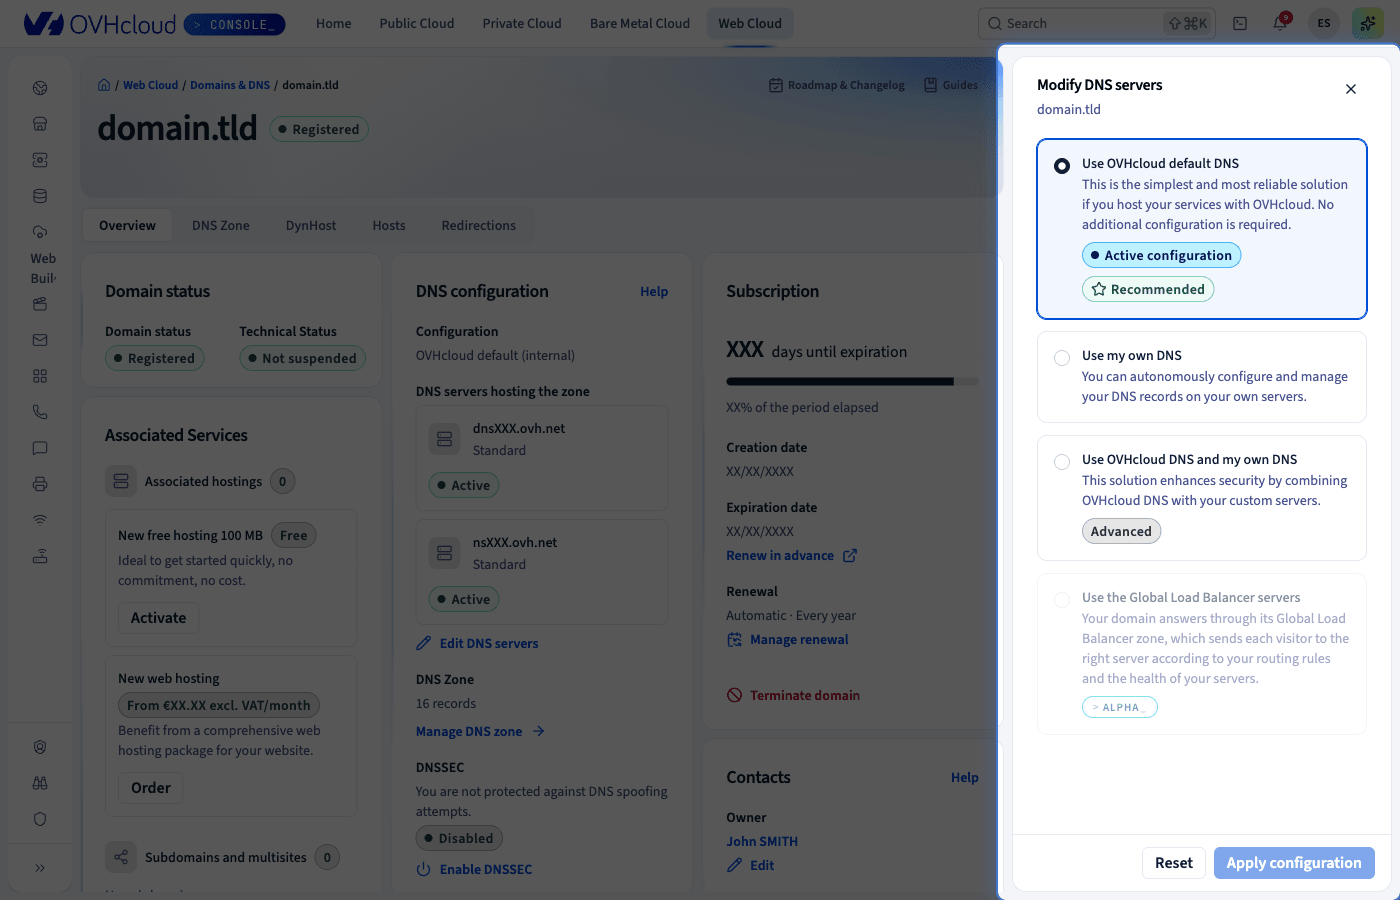 OVHcloud
> CONSOLE_
Home
Public Cloud
Private Cloud
Bare Metal Cloud
Web Cloud
Search
⇧⌘K
9
ES
/ Web Cloud / Domains & DNS / domain.tld
Roadmap & Changelog
Guides
domain.tld
Registered
Overview
DNS Zone
DynHost
Hosts
Redirections
Web
Buil
Domain status
Domain status
Technical Status
Registered
Not suspended
Associated Services
Associated hostings
0
New free hosting 100 MB
Free
Ideal to get started quickly, no
commitment, no cost.
Activate
New web hosting
From €XX.XX excl. VAT/month
Benefit from a comprehensive web
hosting package for your website.
Order
Subdomains and multisites
0
DNS configuration
Help
Configuration
OVHcloud default (internal)
DNS servers hosting the zone
dnsXXX.ovh.net
Standard
Active
nsXXX.ovh.net
Standard
Active
Edit DNS servers
DNS Zone
16 records
Manage DNS zone
DNSSEC
You are not protected against DNS spoofing
attempts.
Disabled
Enable DNSSEC
Subscription
XXX days until expiration
XX% of the period elapsed
Creation date
XX/XX/XXXX
Expiration date
XX/XX/XXXX
Renew in advance
Renewal
Automatic · Every year
Manage renewal
Terminate domain
Contacts
Help
Owner
John SMITH
Edit
Modify DNS servers
domain.tld
Use OVHcloud default DNS
This is the simplest and most reliable solution
if you host your services with OVHcloud. No
additional configuration is required.
Active configuration
Recommended
Use my own DNS
You can autonomously configure and manage
your DNS records on your own servers.
Use OVHcloud DNS and my own DNS
This solution enhances security by combining
OVHcloud DNS with your custom servers.
Advanced
Use the Global Load Balancer servers
Your domain answers through its Global Load
Balancer zone, which sends each visitor to the
right server according to your routing rules
and the health of your servers.
> ALPHA_
Reset
Apply configuration